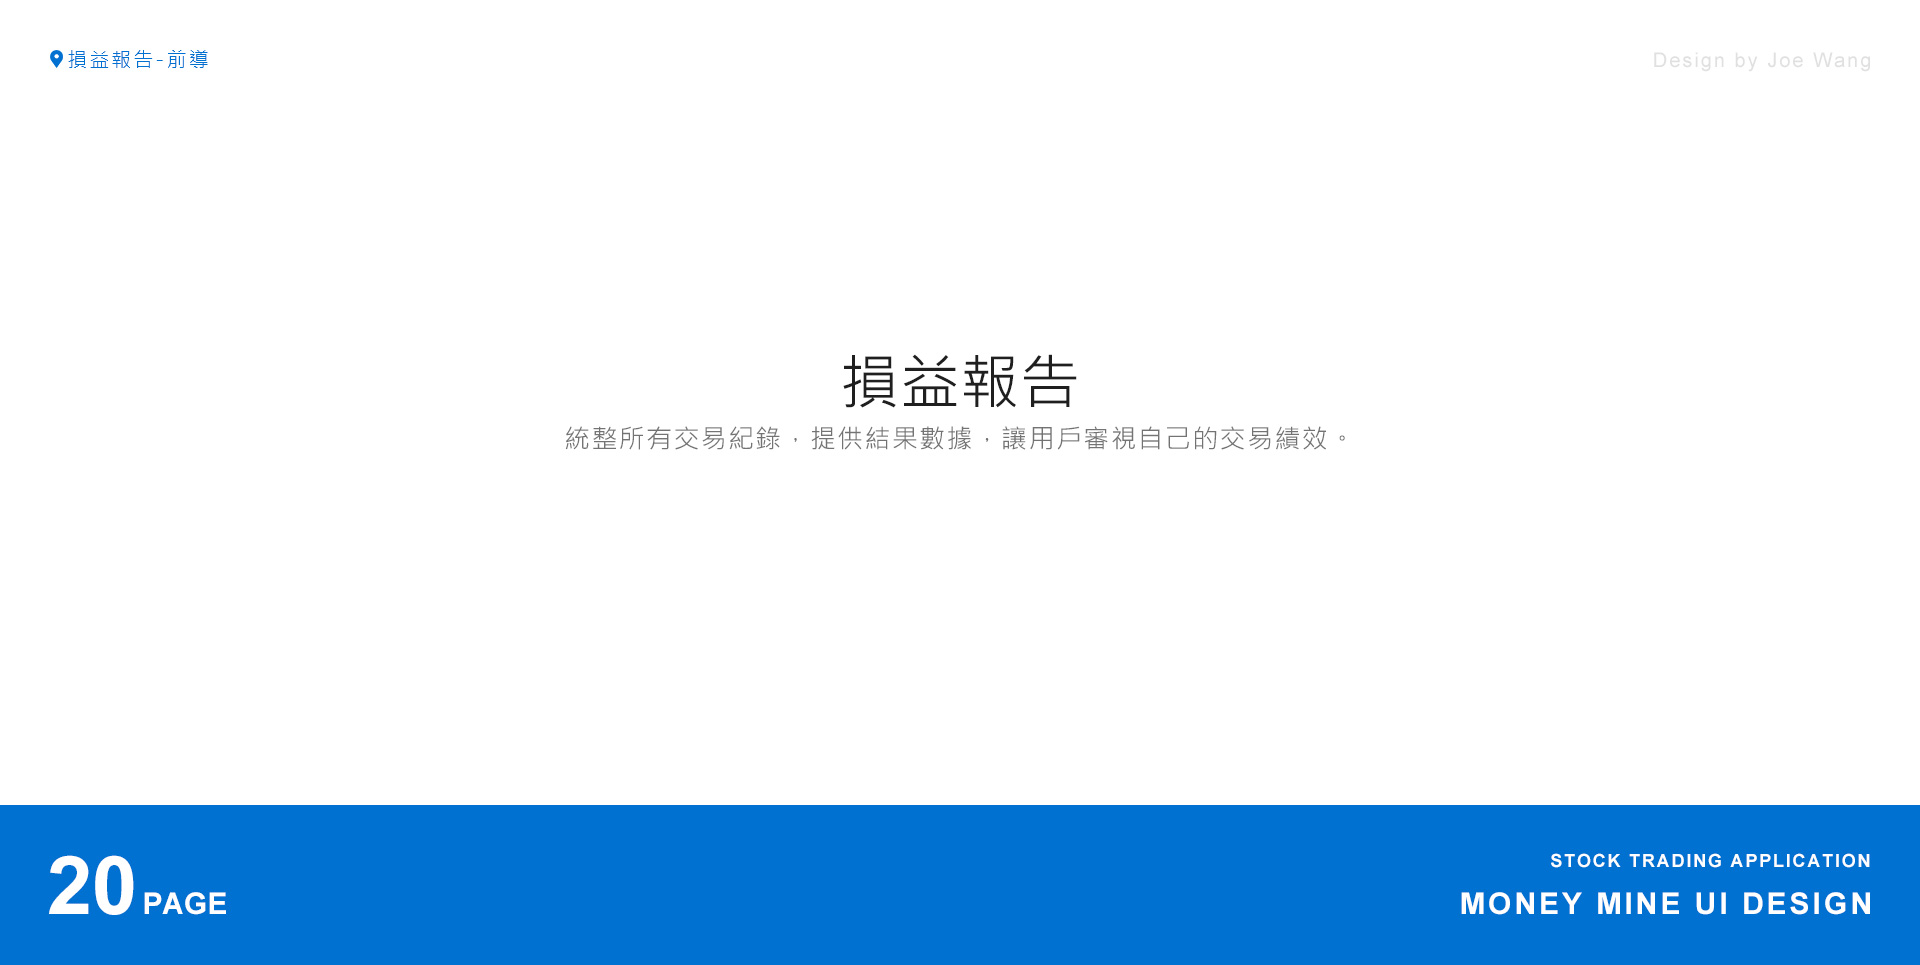 損益報告-前導
Design by Joe Wang
損益報告
統整所有交易紀錄，提供結果數據，讓用戶審視自己的交易績效。
20 PAGE
STOCK TRADING APPLICATION
MONEY MINE UI DESIGN